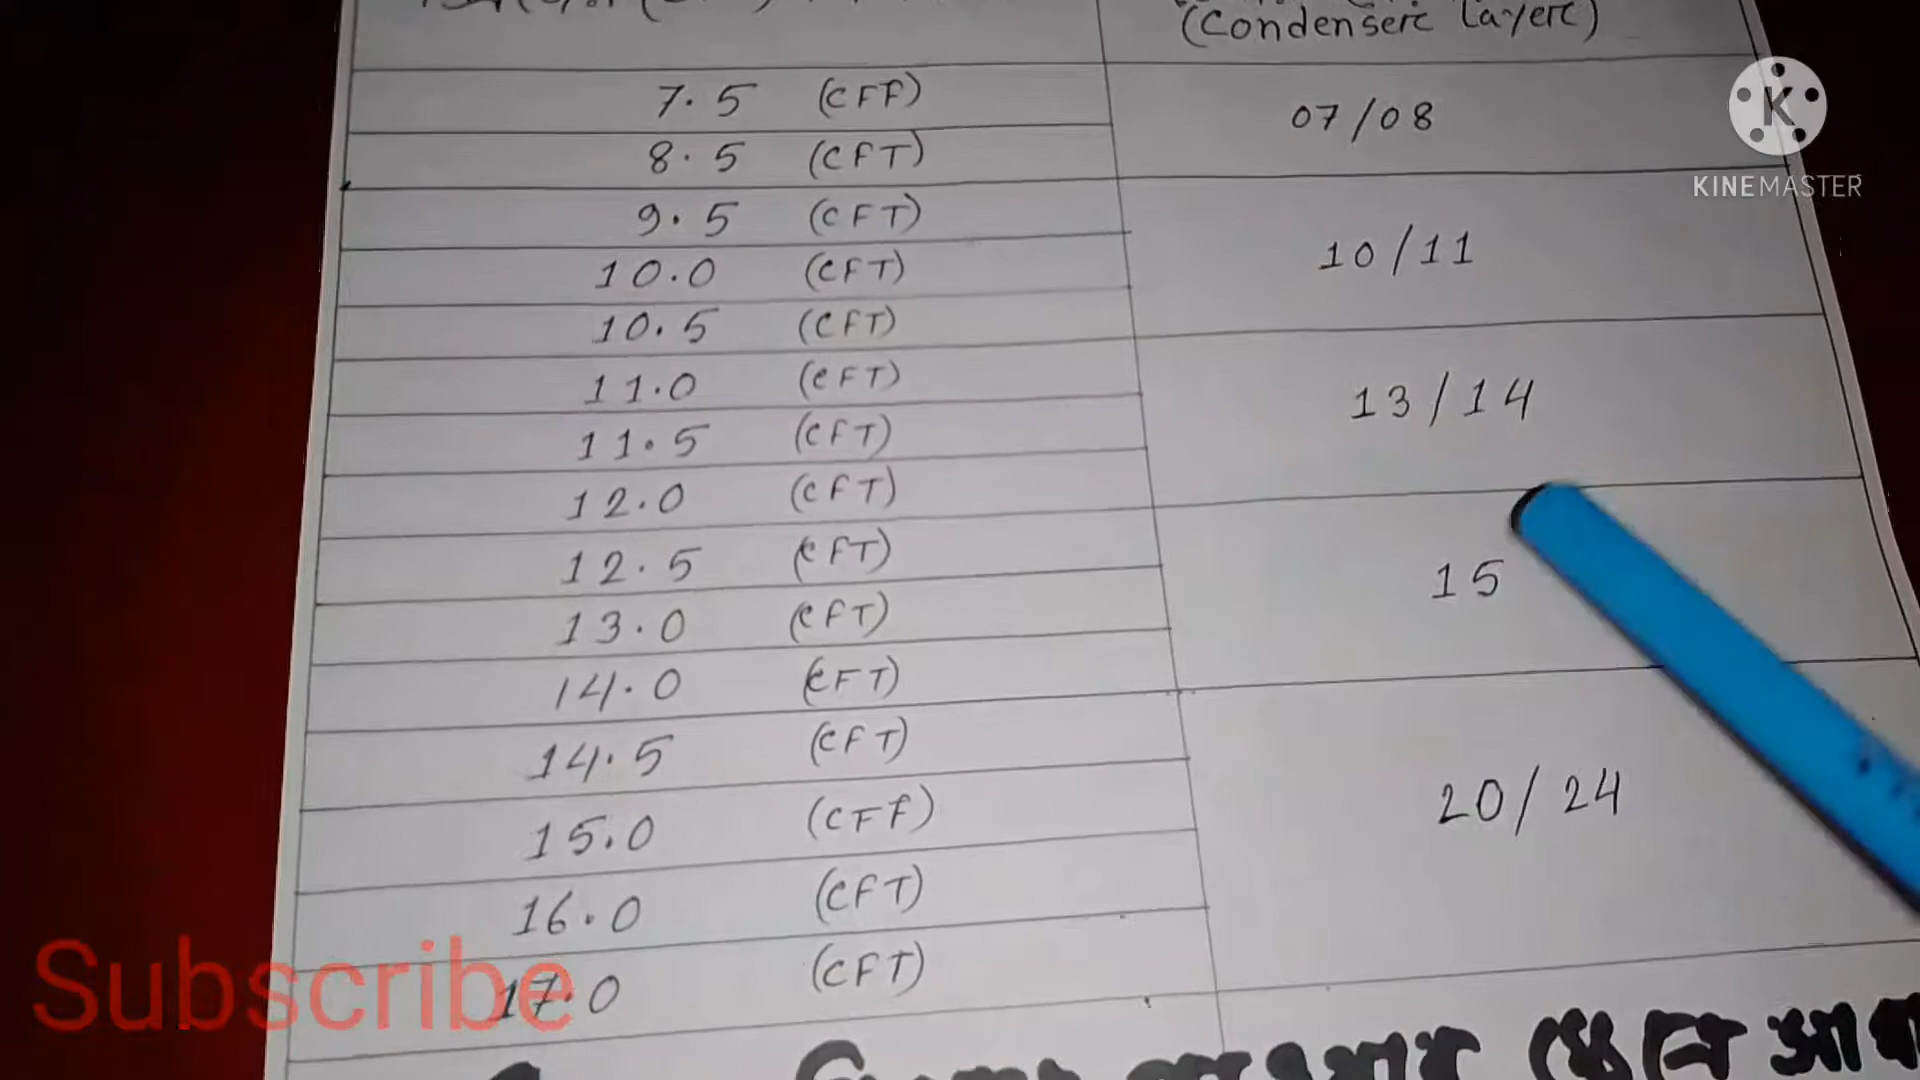 (Condenserc Layerc)
7.5 (CFF)
07/08
8.5 (CFT)
9.5 (CFT)
10.0 (CFT)
10/11
10.5 (CFT)
11.0 (CFT)
11.5 (CFT)
13/14
12.0 (CFT)
12.5 (CFT)
13.0 (CFT)
15
14.0 (CFT)
14.5 (CFT)
15.0 (CFF)
20/24
16.0 (CFT)
17.0 (CFT)
K
KINEMASTER
Subscribe